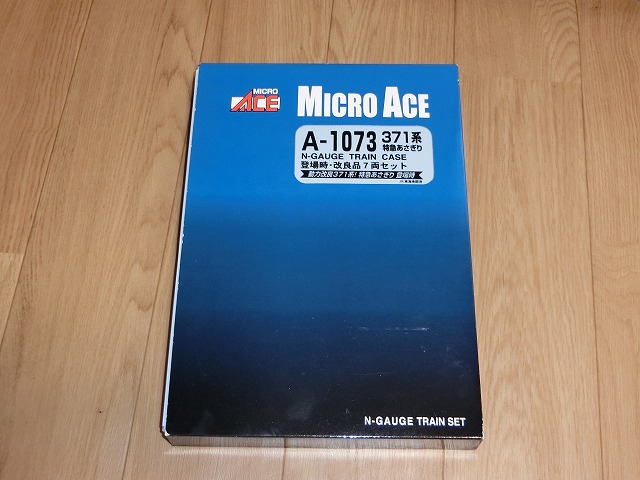 MICRO
ACE
MICRO ACE
A-1073 371系
特急あさぎり
N-GAUGE TRAIN CASE
登場時・改良品7両セット
動力改良371系!特急あさぎり 登場時
N-GAUGE TRAIN SET